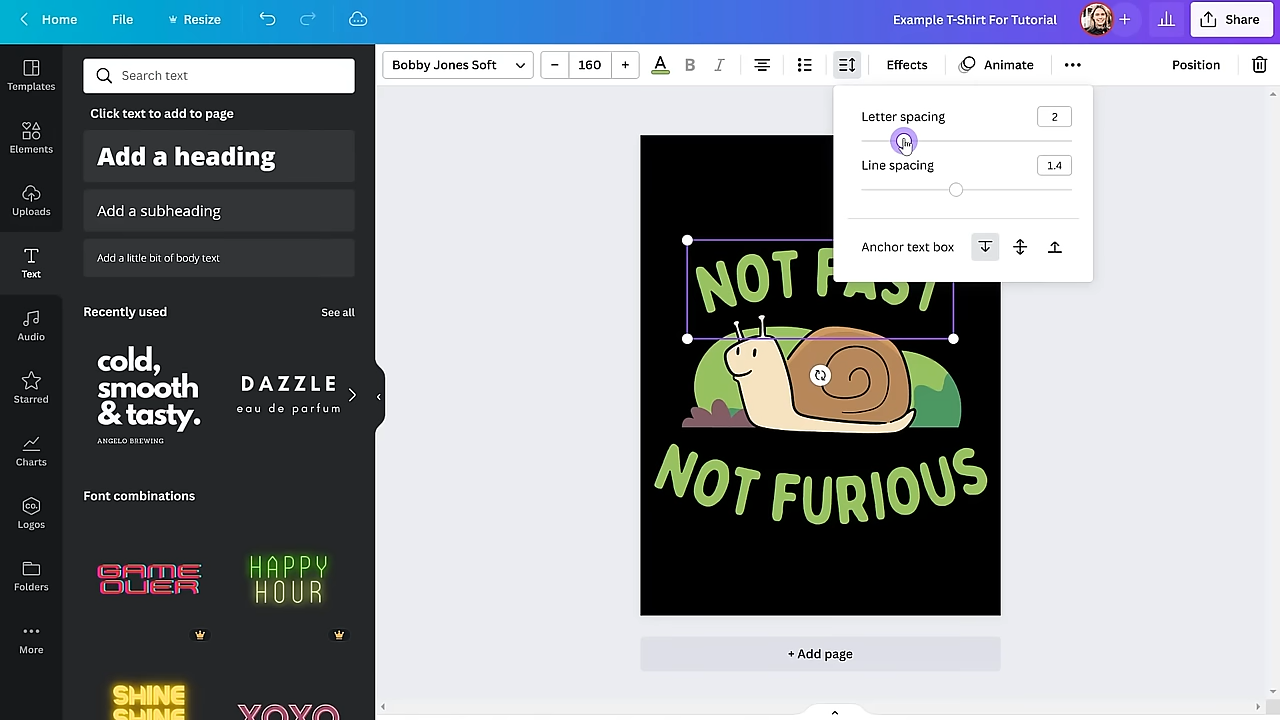 Home File Resize Example T-Shirt For Tutorial + Share
Bobby Jones Soft - 160 + A B I Effects Animate ••• Position
Templates
Elements
Uploads
Text
Audio
Starred
Charts
CO.
Logos
Folders
More
Search text
Click text to add to page
Add a heading
Add a subheading
Add a little bit of body text
Recently used See all
cold,
smooth
& tasty.
ANGELO BREWING
DAZZLE
eau de parfum
Font combinations
GAME
OVER
HAPPY
HOUR
SHINE
SHINE
XOXO
Letter spacing 2
Line spacing 1.4
Anchor text box
NOT FAST
NOT FURIOUS
+ Add page